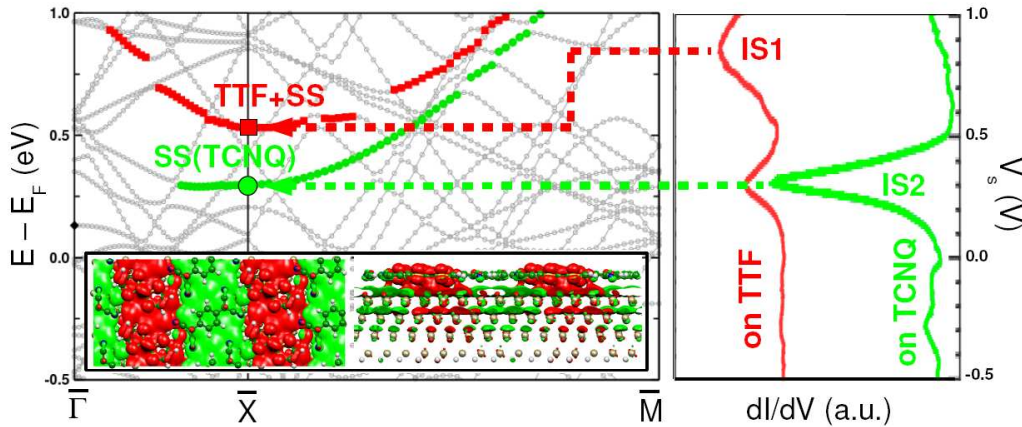 1.0
0.5
0.0
-0.5
E − E_F (eV)
TTF+SS
SS(TCNQ)
Γ̅
X̅
M̅
IS1
IS2
on TTF
on TCNQ
1.0
0.5
0.0
-0.5
V_s (V)
dI/dV (a.u.)